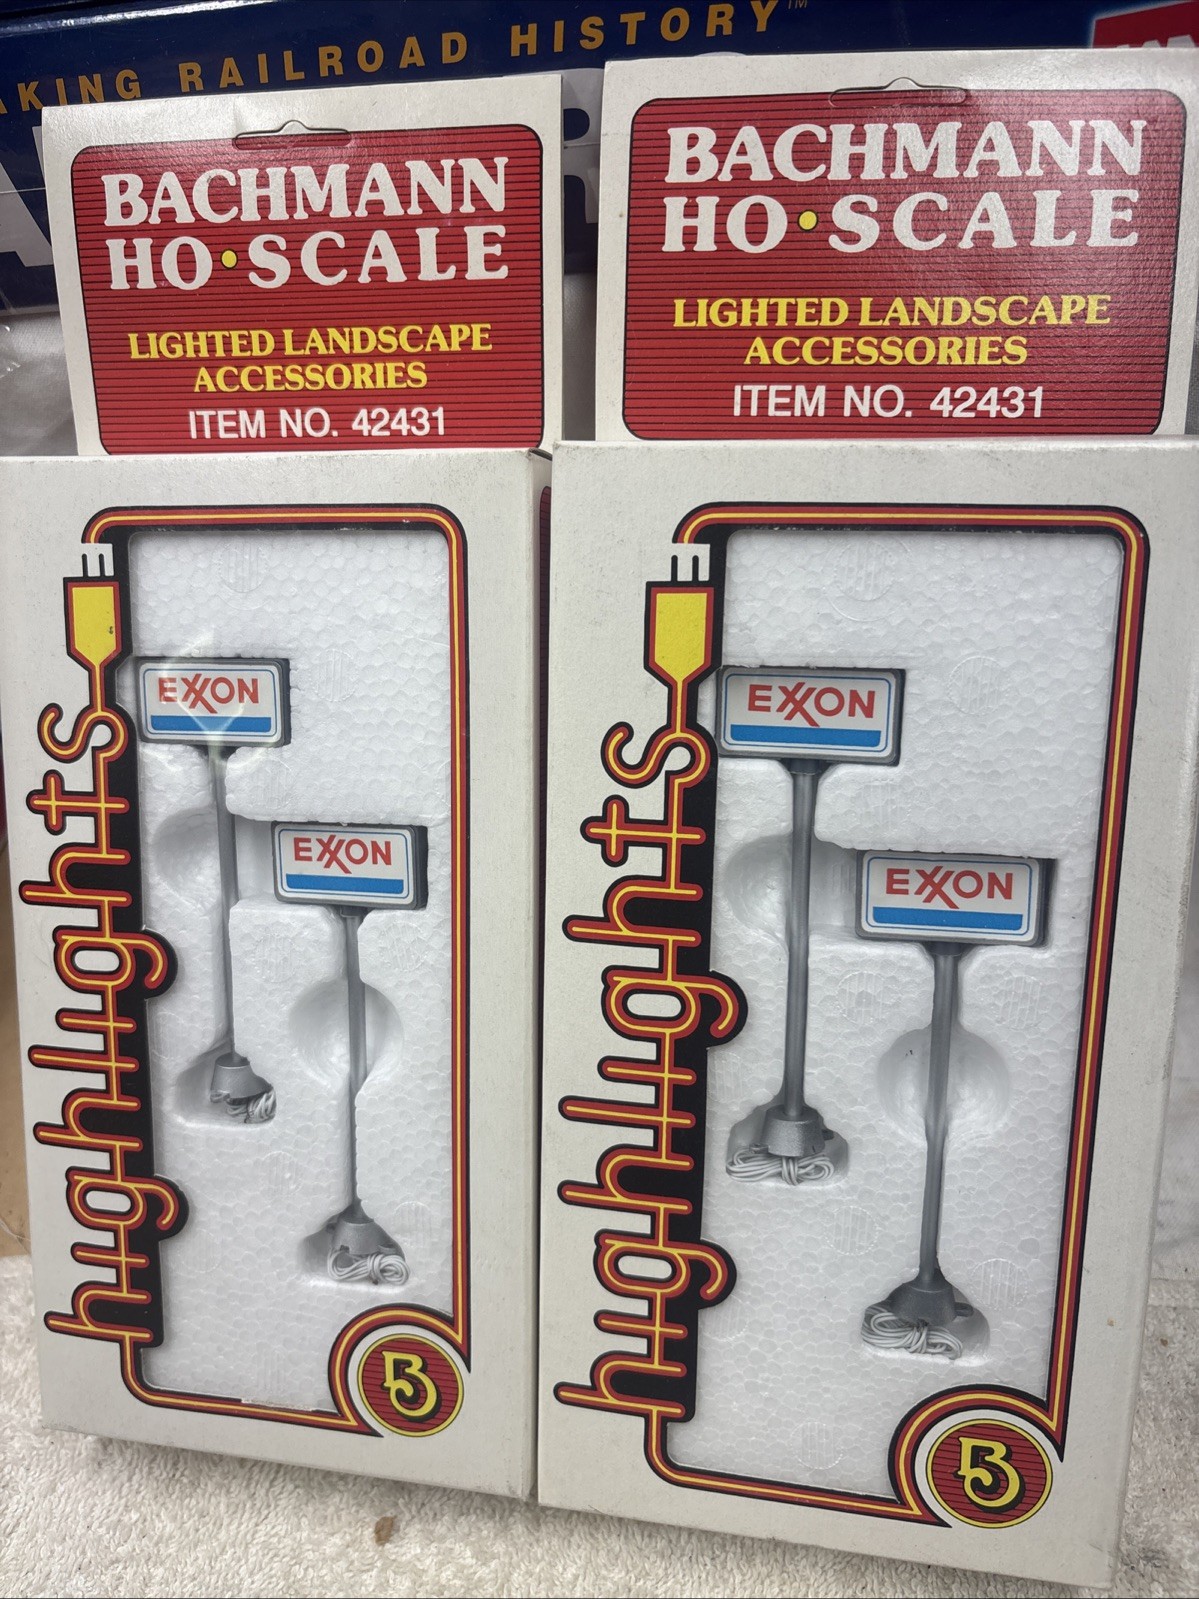 AKING RAILROAD HISTORY™
BACHMANN
HO•SCALE
LIGHTED LANDSCAPE
ACCESSORIES
ITEM NO. 42431
highlights
EXXON
EXXON
B
BACHMANN
HO•SCALE
LIGHTED LANDSCAPE
ACCESSORIES
ITEM NO. 42431
highlights
EXXON
EXXON
B